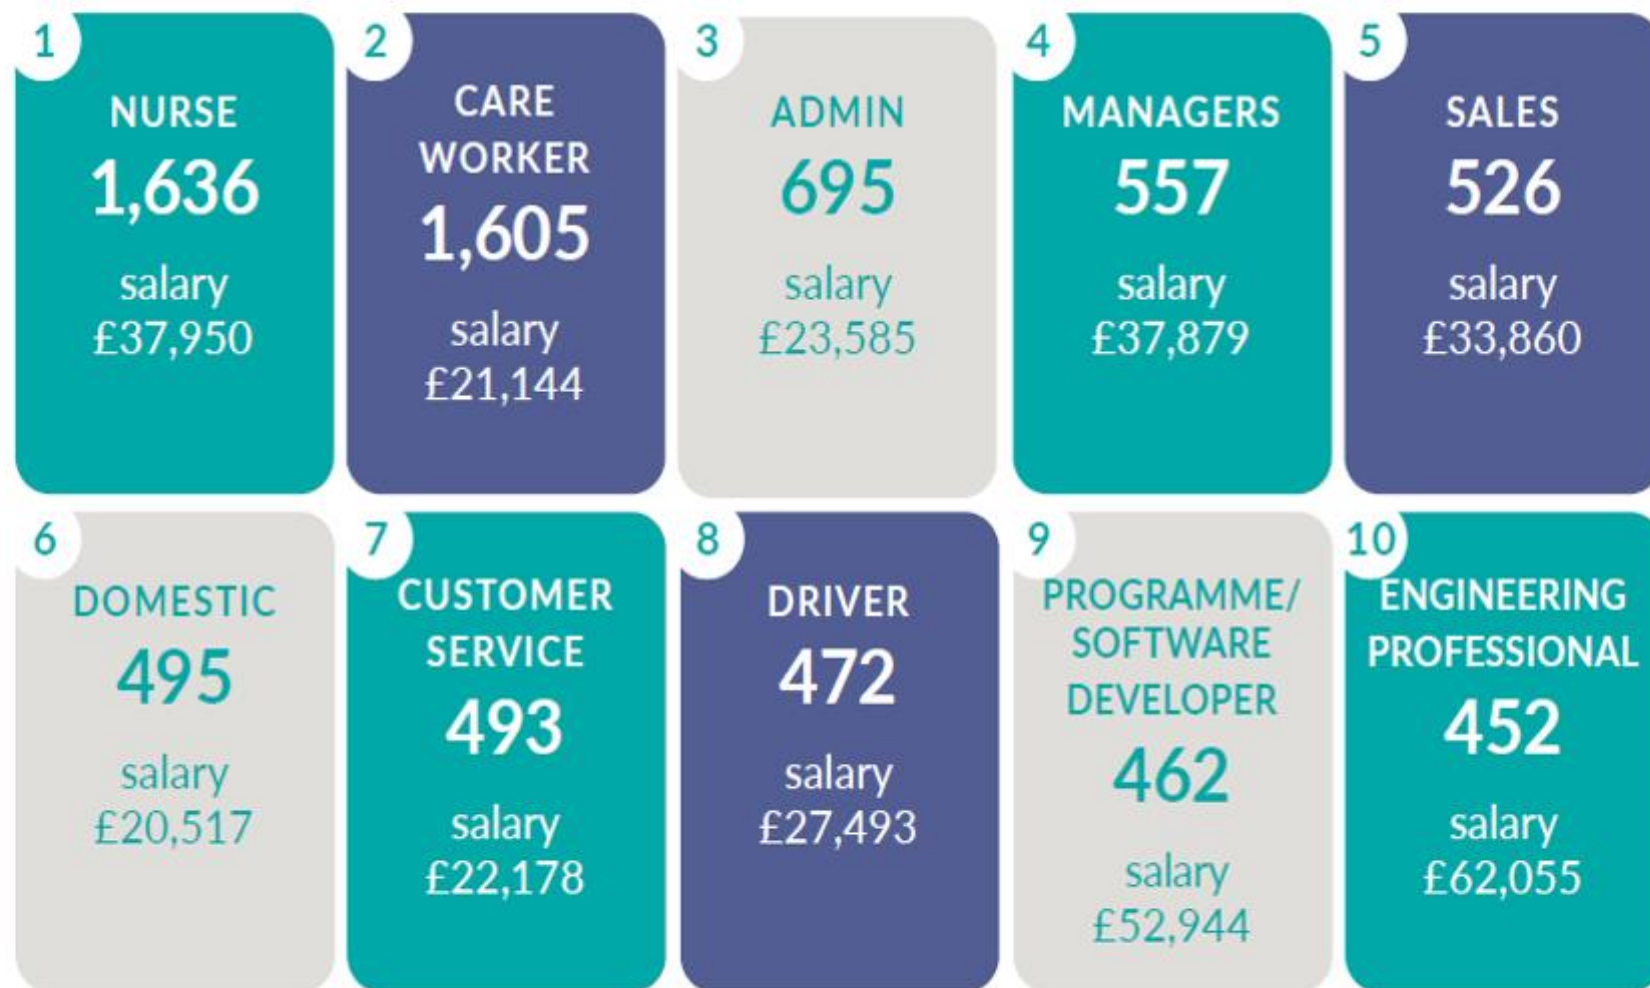 1
NURSE
1,636
salary
£37,950
2
CARE
WORKER
1,605
salary
£21,144
3
ADMIN
695
salary
£23,585
4
MANAGERS
557
salary
£37,879
5
SALES
526
salary
£33,860
6
DOMESTIC
495
salary
£20,517
7
CUSTOMER
SERVICE
493
salary
£22,178
8
DRIVER
472
salary
£27,493
9
PROGRAMME/
SOFTWARE
DEVELOPER
462
salary
£52,944
10
ENGINEERING
PROFESSIONAL
452
salary
£62,055